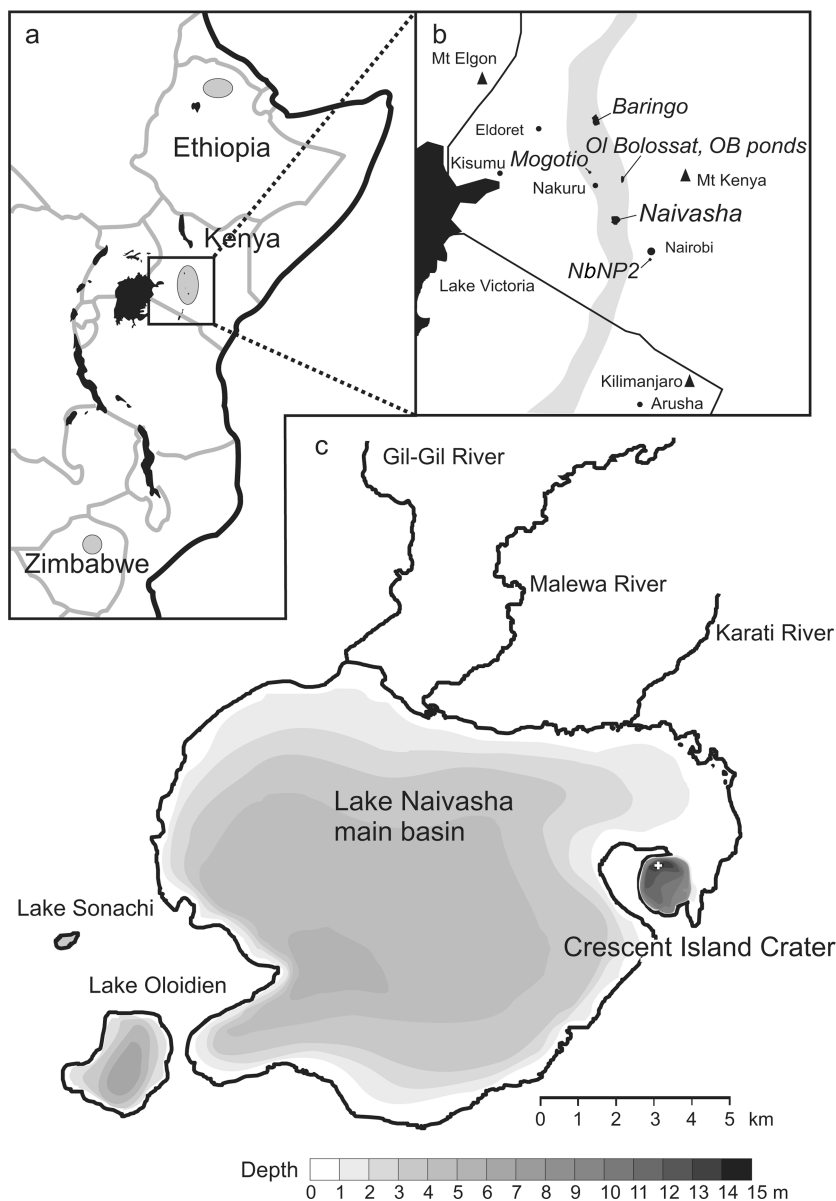 a
Ethiopia
Kenya
Zimbabwe
b
Mt Elgon
Baringo
Eldoret
Ol Bolossat, OB ponds
Kisumu
Mogotio
Nakuru
Mt Kenya
Naivasha
Nairobi
NbNP2
Lake Victoria
Kilimanjaro
Arusha
c
Gil-Gil River
Malewa River
Karati River
Lake Naivasha
main basin
Lake Sonachi
Crescent Island Crater
Lake Oloidien
0 1 2 3 4 5 km
Depth
0 1 2 3 4 5 6 7 8 9 10 11 12 13 14 15 m